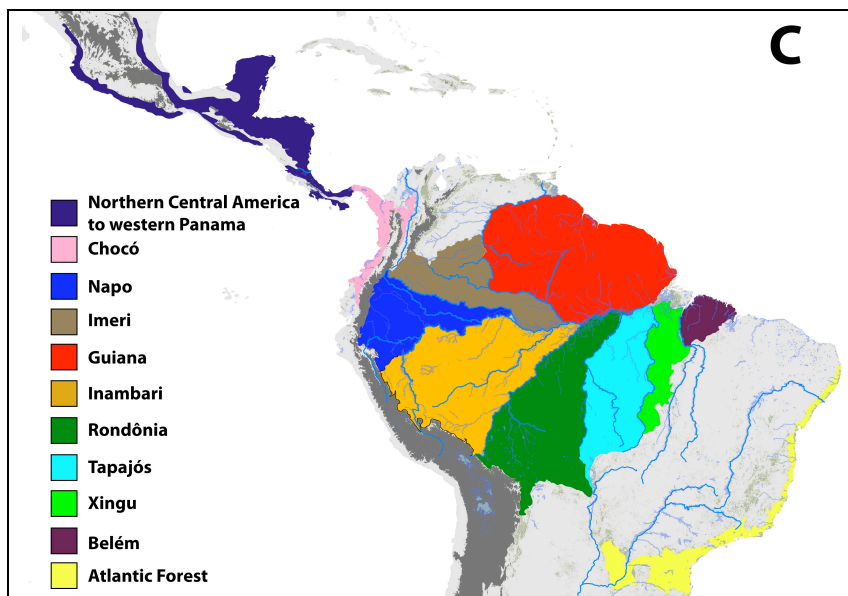 C
Northern Central America
to western Panama
Chocó
Napo
Imeri
Guiana
Inambari
Rondônia
Tapajós
Xingu
Belém
Atlantic Forest